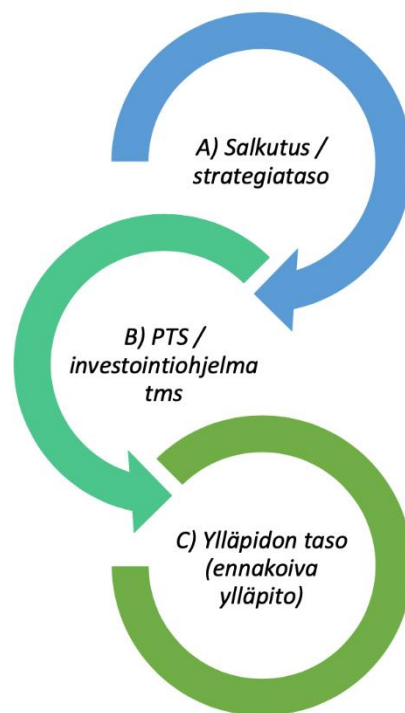 A) Salkutus /
strategiataso
B) PTS /
investointiohjelma
tms
C) Ylläpidon taso
(ennakoiva
ylläpito)